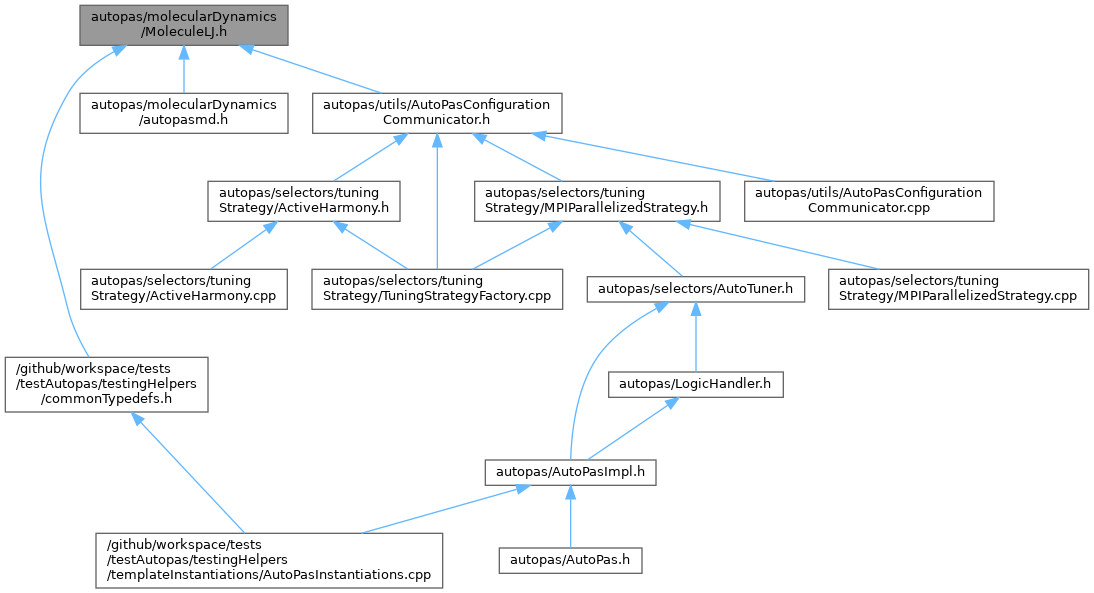 autopas/molecularDynamics
/MoleculeLJ.h
autopas/molecularDynamics
/autopasmd.h
autopas/utils/AutoPasConfiguration
Communicator.h
autopas/selectors/tuning
Strategy/ActiveHarmony.h
autopas/selectors/tuning
Strategy/MPIParallelizedStrategy.h
autopas/utils/AutoPasConfiguration
Communicator.cpp
autopas/selectors/tuning
Strategy/ActiveHarmony.cpp
autopas/selectors/tuning
Strategy/TuningStrategyFactory.cpp
autopas/selectors/AutoTuner.h
autopas/selectors/tuning
Strategy/MPIParallelizedStrategy.cpp
/github/workspace/tests
/testAutopas/testingHelpers
/commonTypedefs.h
autopas/LogicHandler.h
autopas/AutoPasImpl.h
/github/workspace/tests
/testAutopas/testingHelpers
/templateInstantiations/AutoPasInstantiations.cpp
autopas/AutoPas.h